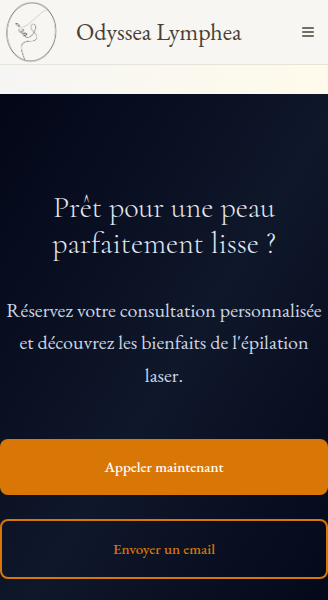 Odyssea Lymphea
Prêt pour une peau
parfaitement lisse ?
Réservez votre consultation personnalisée
et découvrez les bienfaits de l'épilation
laser.
Appeler maintenant
Envoyer un email